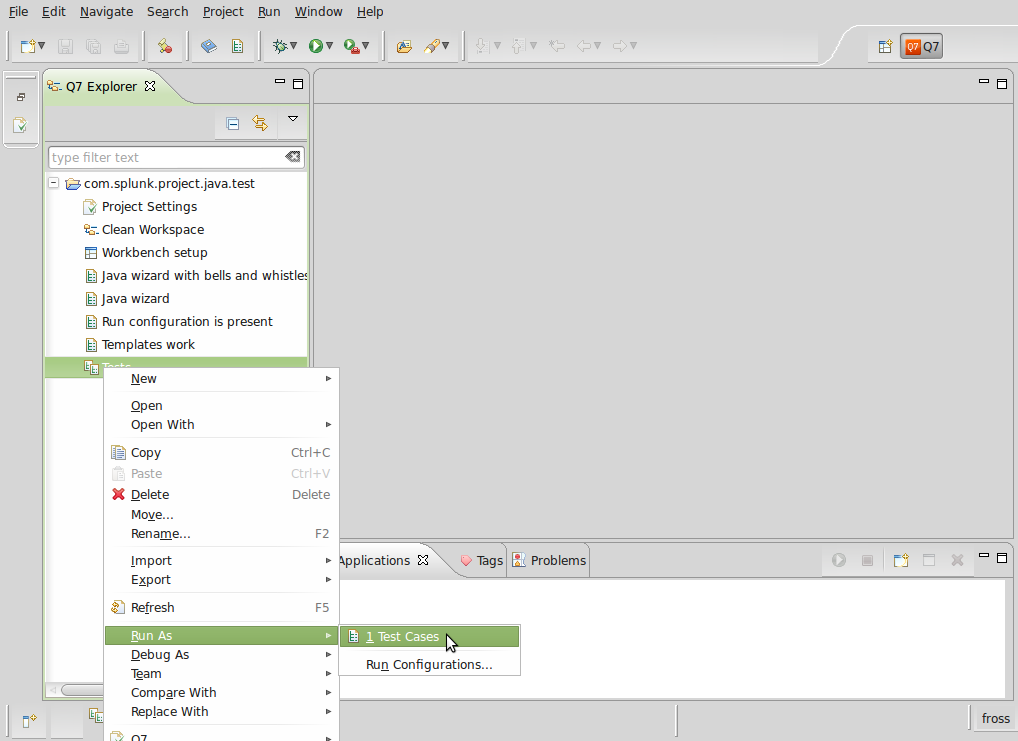 File Edit Navigate Search Project Run Window Help
Q7 Q7
Q7 Explorer
type filter text
com.splunk.project.java.test
Project Settings
Clean Workspace
Workbench setup
Java wizard with bells and whistles
Java wizard
Run configuration is present
Templates work
Tests
New
Open
Open With
Copy Ctrl+C
Paste Ctrl+V
Delete Delete
Move...
Rename... F2
Import
Export
Refresh F5
Run As
Debug As
Team
Compare With
Replace With
Q7
Applications Tags Problems
1 Test Cases
Run Configurations...
fross